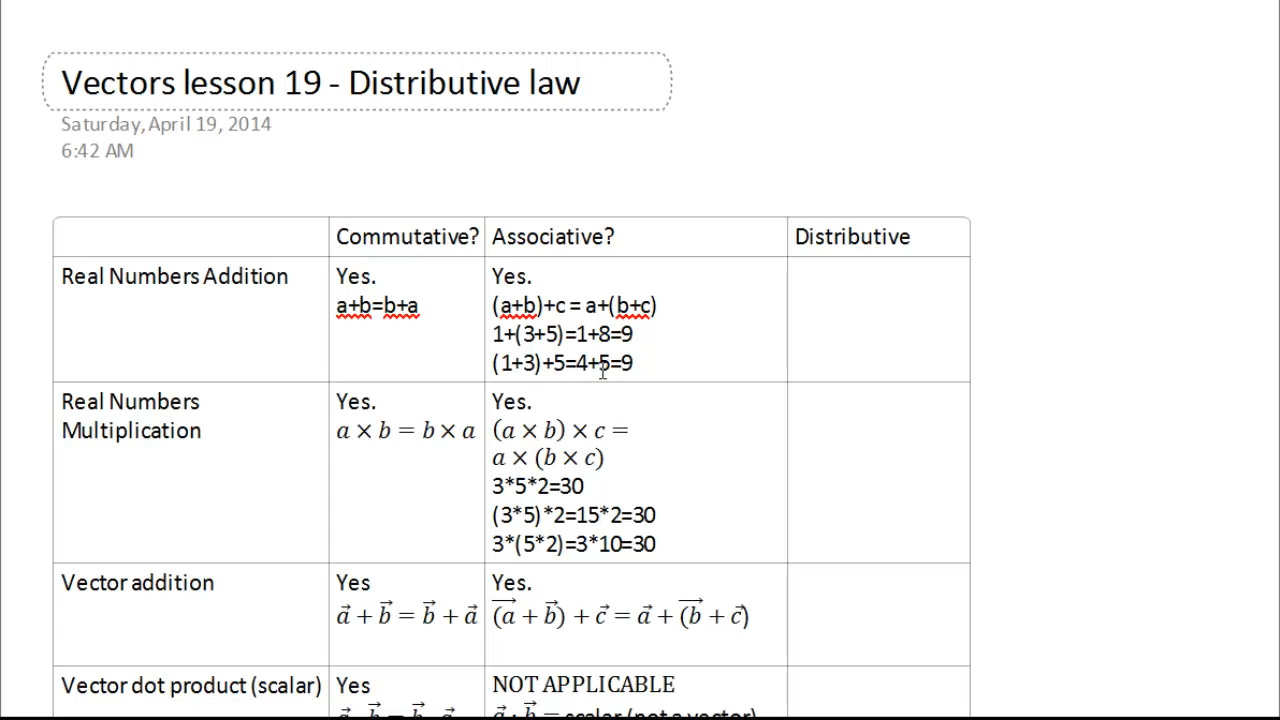 Vectors lesson 19 - Distributive law
Saturday, April 19, 2014
6:42 AM
Commutative? Associative? Distributive
Real Numbers Addition
Yes.
a+b=b+a
Yes.
(a+b)+c = a+(b+c)
1+(3+5)=1+8=9
(1+3)+5=4+5=9
Real Numbers
Multiplication
Yes.
a × b = b × a
Yes.
(a × b) × c =
a × (b × c)
3*5*2=30
(3*5)*2=15*2=30
3*(5*2)=3*10=30
Vector addition
Yes
a⃗ + b⃗ = b⃗ + a⃗
Yes.
(a⃗ + b⃗) + c⃗ = a⃗ + (b⃗ + c⃗)
Vector dot product (scalar)
Yes
a⃗ · b⃗ = b⃗ · a⃗
NOT APPLICABLE
a⃗ · b⃗ = scalar (not a vector)